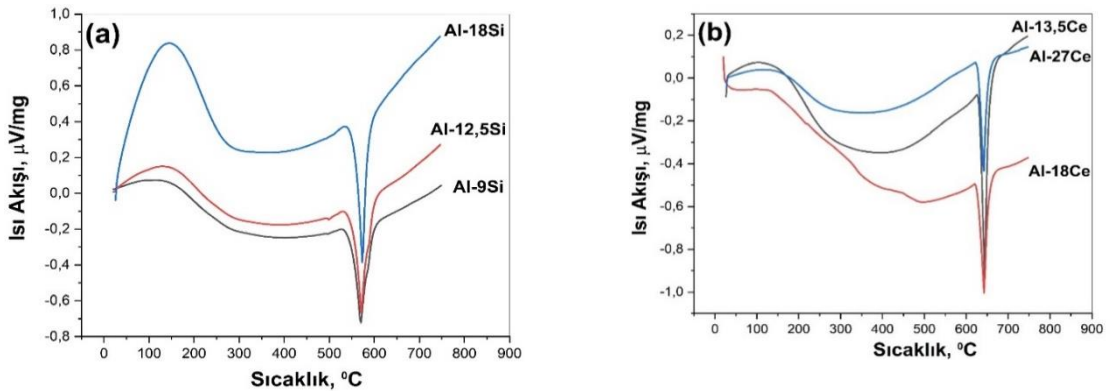 (a)
Al-18Si
Al-12,5Si
Al-9Si
1,0
0,8
0,6
0,4
0,2
0,0
-0,2
-0,4
-0,6
-0,8
Isı Akışı, μV/mg
0 100 200 300 400 500 600 700 800 900
Sıcaklık, ⁰C
(b)
Al-13,5Ce
Al-27Ce
Al-18Ce
0,2
0,0
-0,2
-0,4
-0,6
-0,8
-1,0
Isı Akışı, μV/mg
0 100 200 300 400 500 600 700 800 900
Sıcaklık, ⁰C